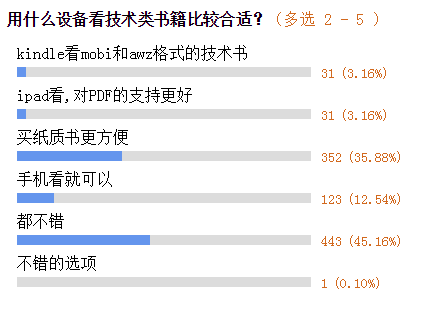 用什么设备看技术类书籍比较合适？（多选 2 - 5 ）
kindle看mobi和awz格式的技术书
31 (3.16%)
ipad看,对PDF的支持更好
31 (3.16%)
买纸质书更方便
352 (35.88%)
手机看就可以
123 (12.54%)
都不错
443 (45.16%)
不错的选项
1 (0.10%)